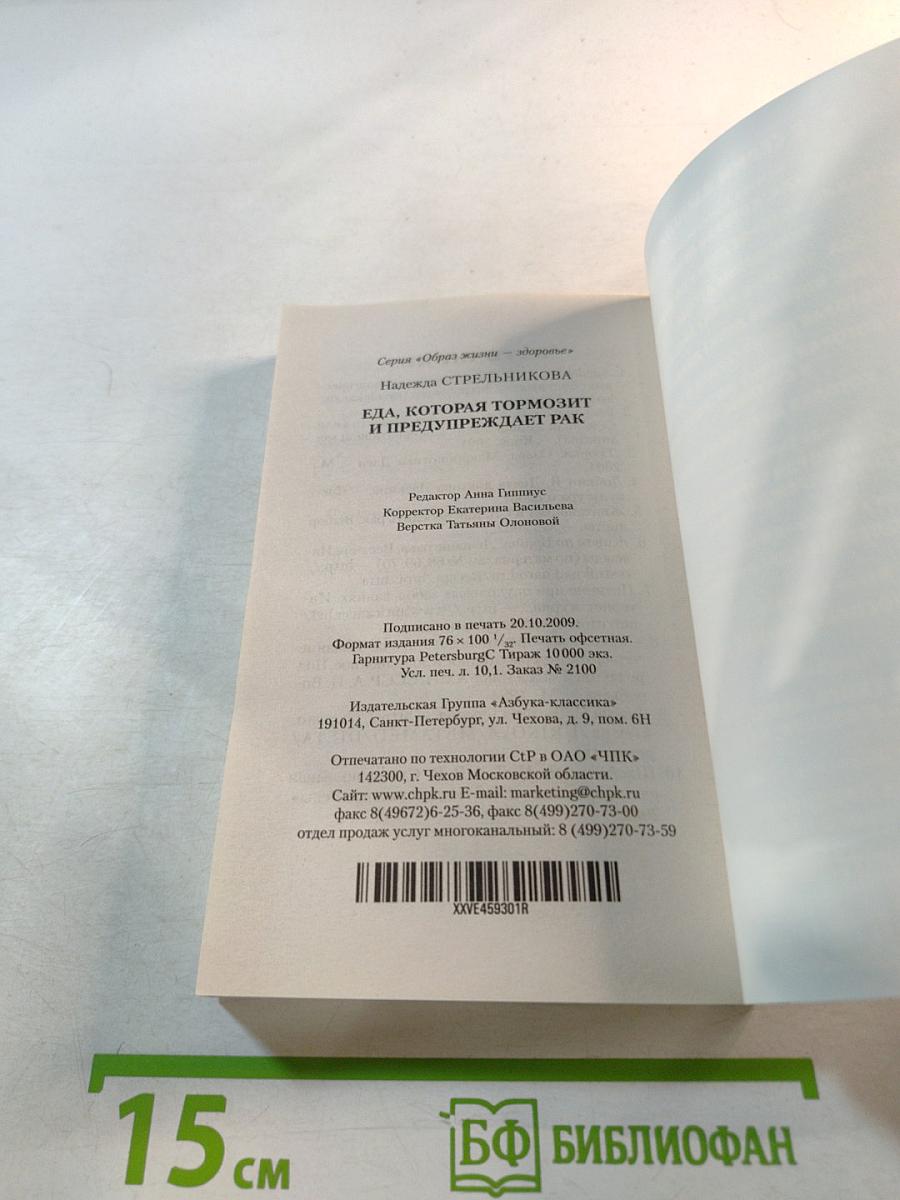 Серия «Образ жизни — здоровье»
Надежда СТРЕЛЬНИКОВА
ЕДА, КОТОРАЯ ТОРМОЗИТ
И ПРЕДУПРЕЖДАЕТ РАК
Редактор Анна Гиппиус
Корректор Екатерина Васильева
Верстка Татьяны Олоновой
Подписано в печать 20.10.2009.
Формат издания 76 × 100 1/32. Печать офсетная.
Гарнитура PetersburgC Тираж 10 000 экз.
Усл. печ. л. 10,1. Заказ № 2100
Издательская Группа «Азбука-классика»
191014, Санкт-Петербург, ул. Чехова, д. 9, пом. 6Н
Отпечатано по технологии CtP в ОАО «ЧПК»
142300, г. Чехов Московской области.
Сайт: www.chpk.ru E-mail: marketing@chpk.ru
факс 8(49672)6-25-36, факс 8(499)270-73-00
отдел продаж услуг многоканальный: 8 (499)270-73-59
XXVE459301R
15 см
БФ БИБЛИОФАН